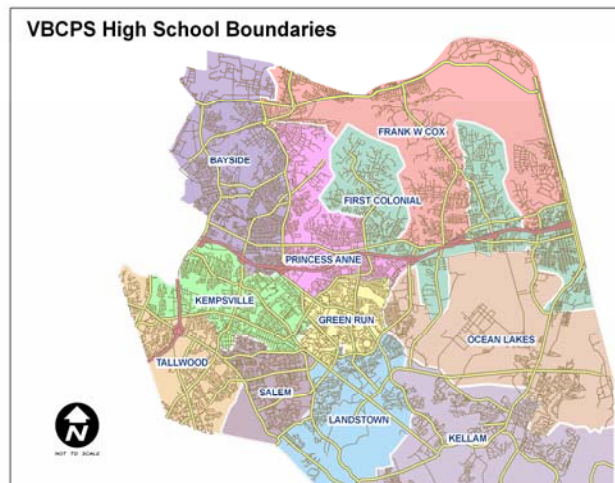 VBCPS High School Boundaries
FRANK W COX
BAYSIDE
FIRST COLONIAL
PRINCESS ANNE
KEMPSVILLE
GREEN RUN
OCEAN LAKES
TALLWOOD
SALEM
LANDSTOWN
KELLAM
N
NOT TO SCALE